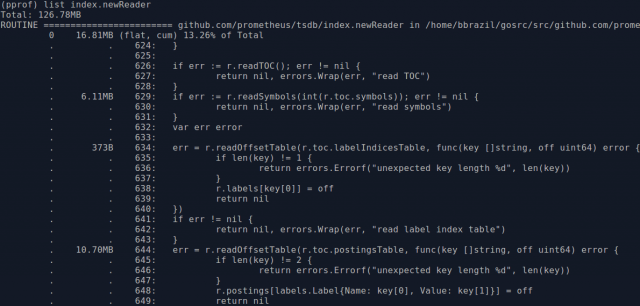 (pprof) list index.newReader
Total: 126.78MB
ROUTINE ======================== github.com/prometheus/tsdb/index.newReader in /home/bbrazil/gosrc/src/github.com/prome
0    16.81MB (flat, cum) 13.26% of Total
.          .    624:   }
.          .    625:
.          .    626:   if err := r.readTOC(); err != nil {
.          .    627:           return nil, errors.Wrap(err, "read TOC")
.          .    628:   }
.     6.11MB    629:   if err := r.readSymbols(int(r.toc.symbols)); err != nil {
.          .    630:           return nil, errors.Wrap(err, "read symbols")
.          .    631:   }
.          .    632:   var err error
.          .    633:
.       373B    634:   err = r.readOffsetTable(r.toc.labelIndicesTable, func(key []string, off uint64) error {
.          .    635:           if len(key) != 1 {
.          .    636:                   return errors.Errorf("unexpected key length %d", len(key))
.          .    637:           }
.          .    638:           r.labels[key[0]] = off
.          .    639:           return nil
.          .    640:   })
.          .    641:   if err != nil {
.          .    642:           return nil, errors.Wrap(err, "read label index table")
.          .    643:   }
.    10.70MB    644:   err = r.readOffsetTable(r.toc.postingsTable, func(key []string, off uint64) error {
.          .    645:           if len(key) != 2 {
.          .    646:                   return errors.Errorf("unexpected key length %d", len(key))
.          .    647:           }
.          .    648:           r.postings[labels.Label{Name: key[0], Value: key[1]}] = off
.          .    649:           return nil